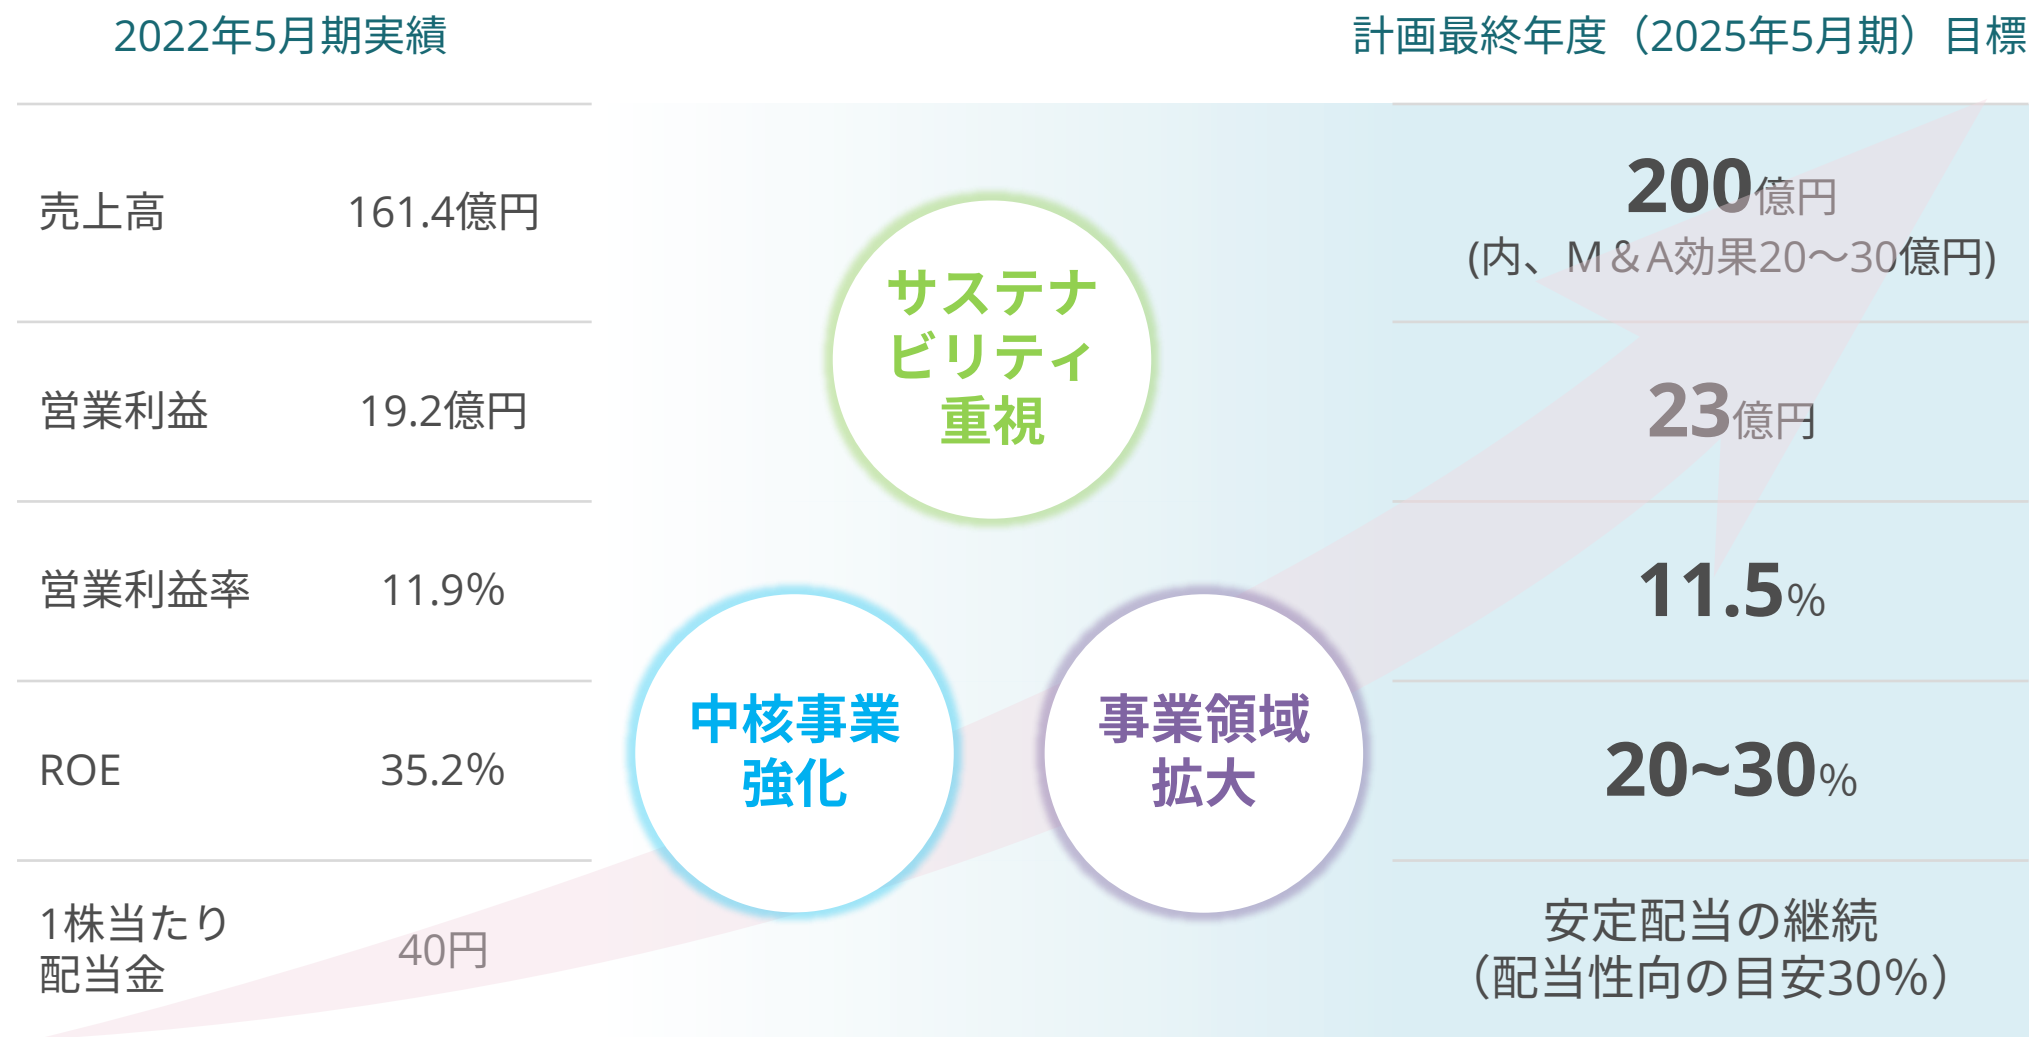 2022年5月期実績
計画最終年度（2025年5月期）目標
売上高 161.4億円
200億円
(内、M＆A効果20～30億円)
営業利益 19.2億円
23億円
営業利益率 11.9%
11.5%
ROE 35.2%
20~30%
1株当たり
配当金
40円
安定配当の継続
（配当性向の目安30%）
サステナ
ビリティ
重視
中核事業
強化
事業領域
拡大